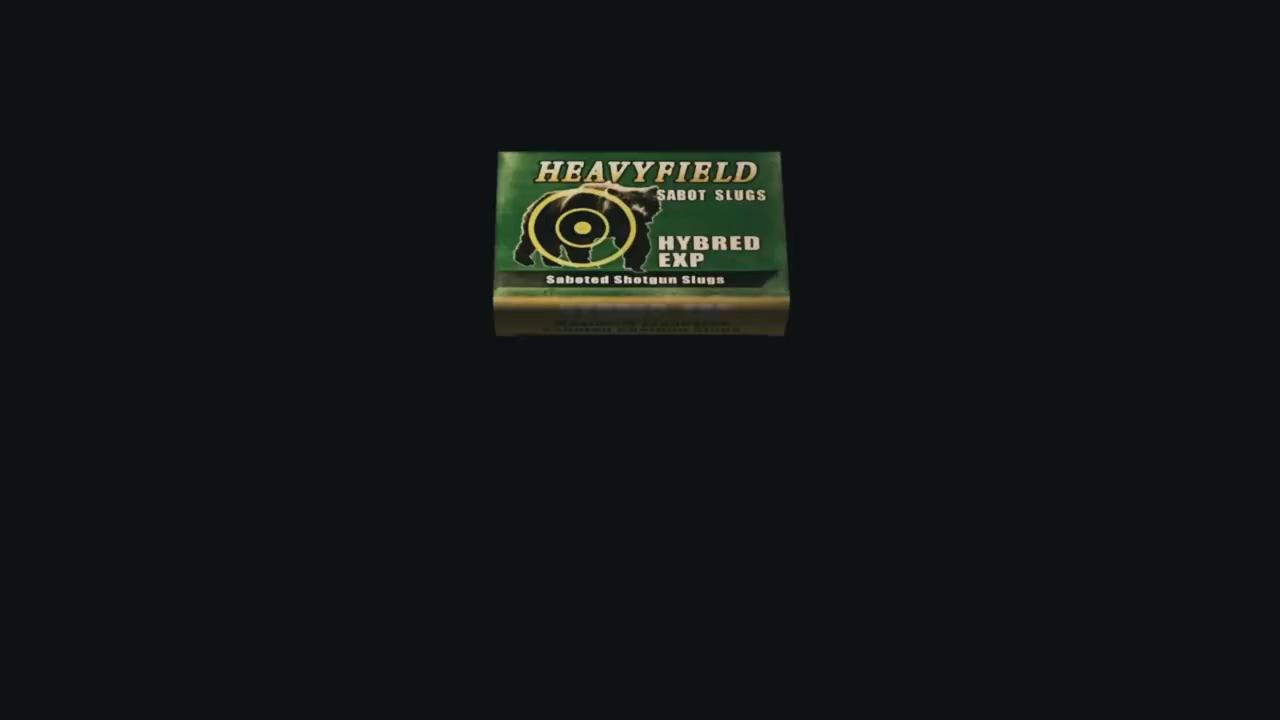 HEAVYFIELD
SABOT SLUGS
HYBRED
EXP
Saboted Shotgun Slugs